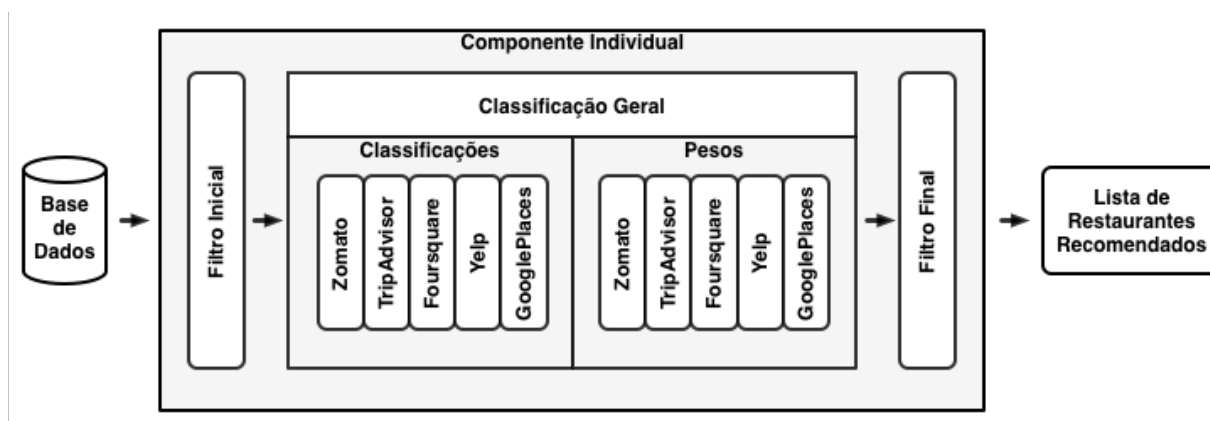 Componente Individual
Base
de
Dados
Filtro Inicial
Classificação Geral
Classificações
Zomato
TripAdvisor
Foursquare
Yelp
GooglePlaces
Pesos
Zomato
TripAdvisor
Foursquare
Yelp
GooglePlaces
Filtro Final
Lista de
Restaurantes
Recomendados